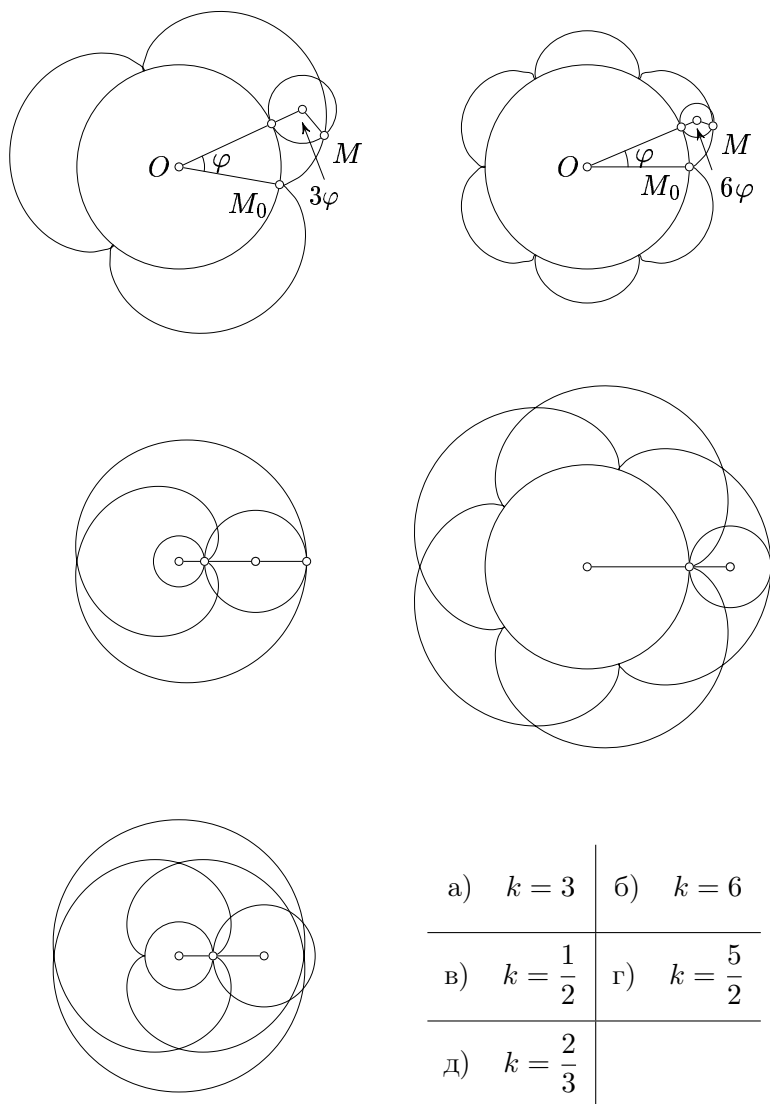 O φ M
M₀ 3φ
O φ M
M₀ 6φ
а) k = 3 б) k = 6
в) k = 1/2 г) k = 5/2
д) k = 2/3